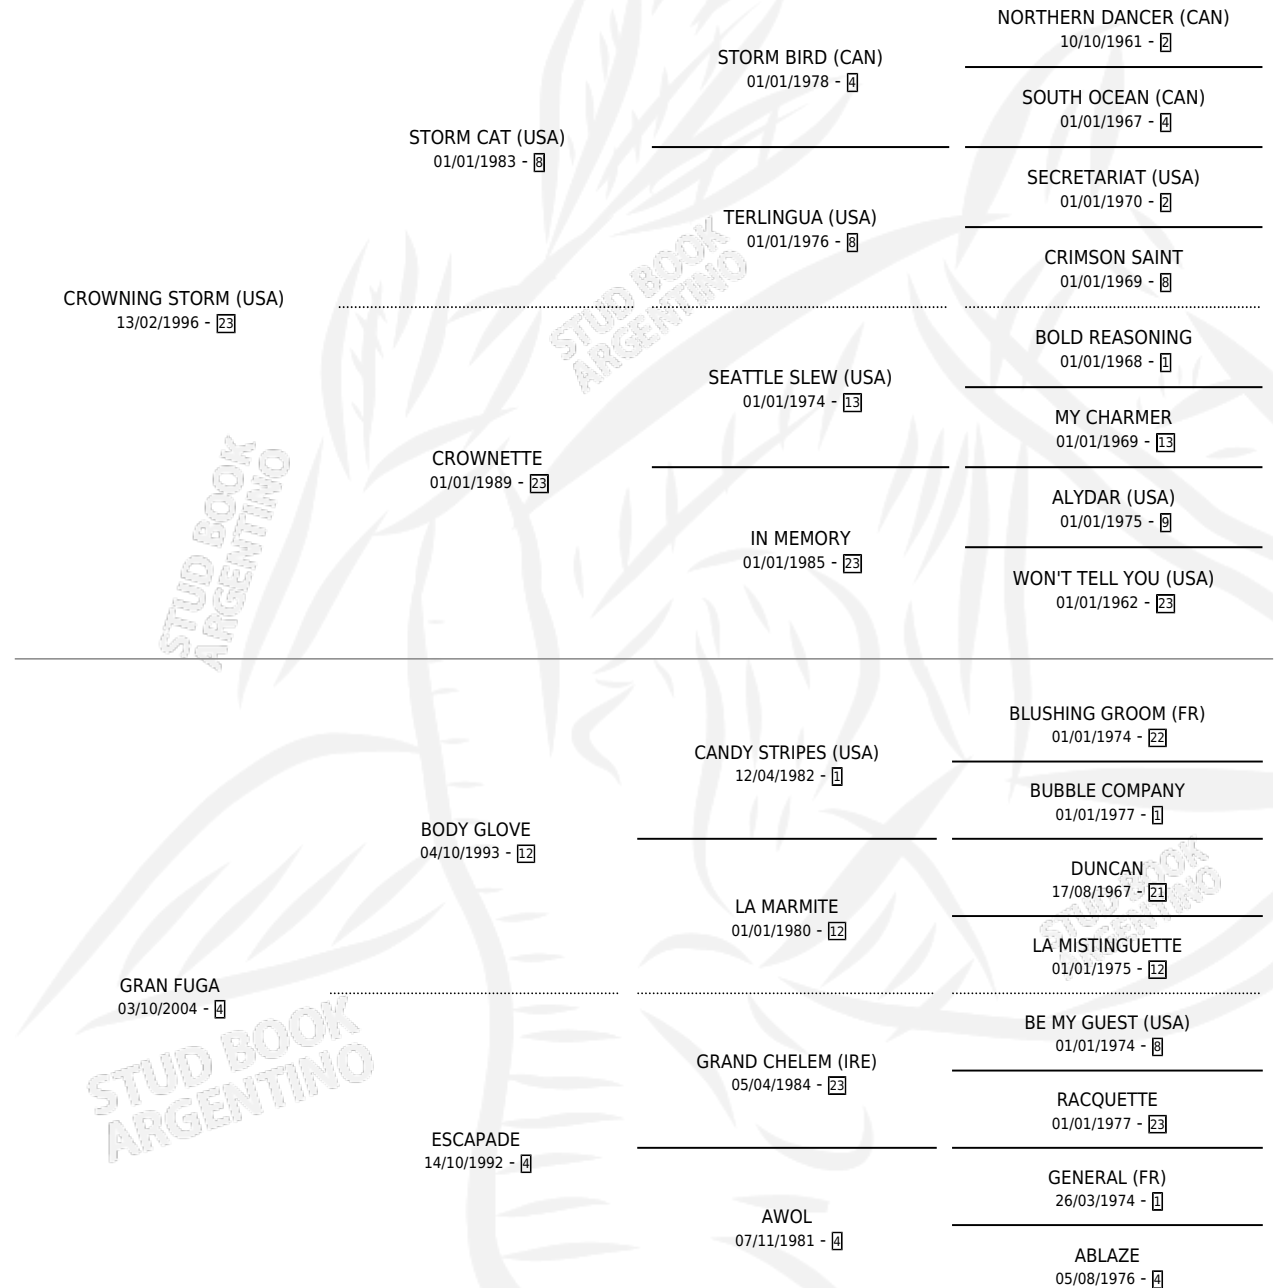 NORTHERN DANCER (CAN)
10/10/1961 - 2
STORM BIRD (CAN)
01/01/1978 - 4
SOUTH OCEAN (CAN)
01/01/1967 - 4
STORM CAT (USA)
01/01/1983 - 8
SECRETARIAT (USA)
01/01/1970 - 2
TERLINGUA (USA)
01/01/1976 - 8
CRIMSON SAINT
01/01/1969 - 8
CROWNING STORM (USA)
13/02/1996 - 23
BOLD REASONING
01/01/1968 - 1
SEATTLE SLEW (USA)
01/01/1974 - 13
MY CHARMER
01/01/1969 - 13
CROWNETTE
01/01/1989 - 23
ALYDAR (USA)
01/01/1975 - 9
IN MEMORY
01/01/1985 - 23
WON'T TELL YOU (USA)
01/01/1962 - 23
BLUSHING GROOM (FR)
01/01/1974 - 22
CANDY STRIPES (USA)
12/04/1982 - 1
BUBBLE COMPANY
01/01/1977 - 1
BODY GLOVE
04/10/1993 - 12
DUNCAN
17/08/1967 - 21
LA MARMITE
01/01/1980 - 12
LA MISTINGUETTE
01/01/1975 - 12
GRAN FUGA
03/10/2004 - 4
BE MY GUEST (USA)
01/01/1974 - 8
GRAND CHELEM (IRE)
05/04/1984 - 23
RACQUETTE
01/01/1977 - 23
ESCAPADE
14/10/1992 - 4
GENERAL (FR)
26/03/1974 - 1
AWOL
07/11/1981 - 4
ABLAZE
05/08/1976 - 4
STUD BOOK
ARGENTINO
STUD BOOK
ARGENTINO
STUD BOOK
ARGENTINO
STUD BOOK
ARGENTINO